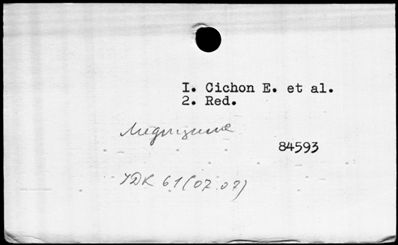 I. Cichon E. et al.
2. Red.
Медицина
84593
УДК 61(07.07)